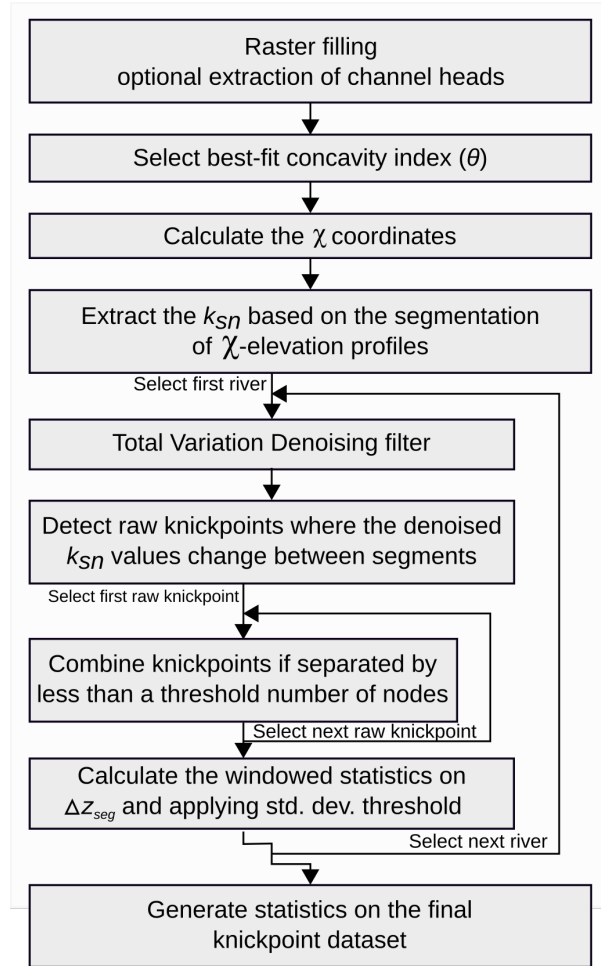 Raster filling
optional extraction of channel heads
Select best-fit concavity index (θ)
Calculate the χ coordinates
Extract the ksn based on the segmentation
of χ-elevation profiles
Select first river
Total Variation Denoising filter
Detect raw knickpoints where the denoised
ksn values change between segments
Select first raw knickpoint
Combine knickpoints if separated by
less than a threshold number of nodes
Select next raw knickpoint
Calculate the windowed statistics on
Δzseg and applying std. dev. threshold
Select next river
Generate statistics on the final
knickpoint dataset